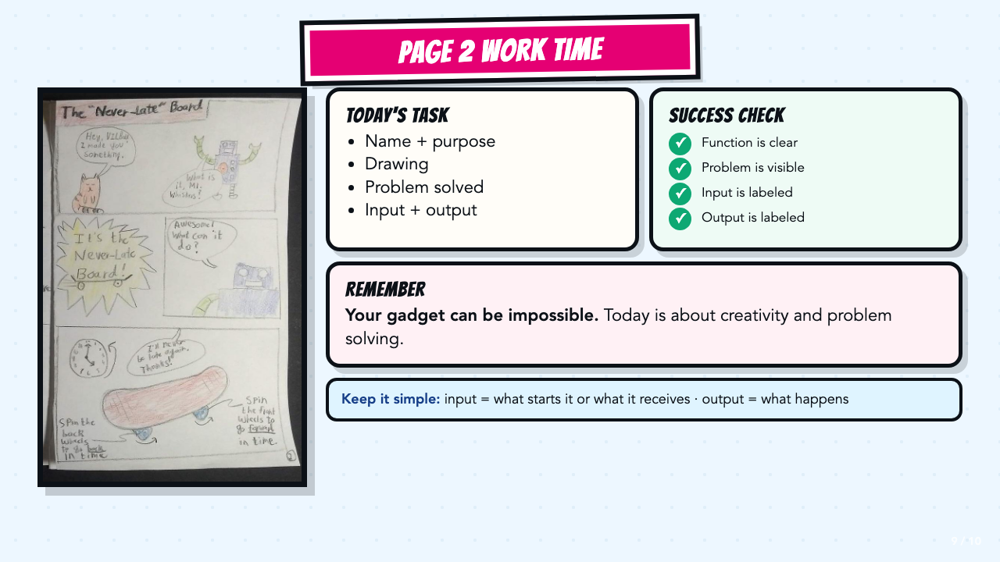 PAGE 2 WORK TIME
The "Never-Late" Board
Hey, Villu
I made you
something.
What is
it, Mr.
Whiskers?
It's the
Never-Late
Board!
Awesome!
What can it
do?
I'll never
be late again.
Thanks!
Spin the
back
wheels
to go back
in time
Spin
the front
wheels to
go forward
in time
2
TODAY'S TASK
• Name + purpose
• Drawing
• Problem solved
• Input + output
SUCCESS CHECK
✓ Function is clear
✓ Problem is visible
✓ Input is labeled
✓ Output is labeled
REMEMBER
Your gadget can be impossible. Today is about creativity and problem
solving.
Keep it simple: input = what starts it or what it receives · output = what happens
9 / 10